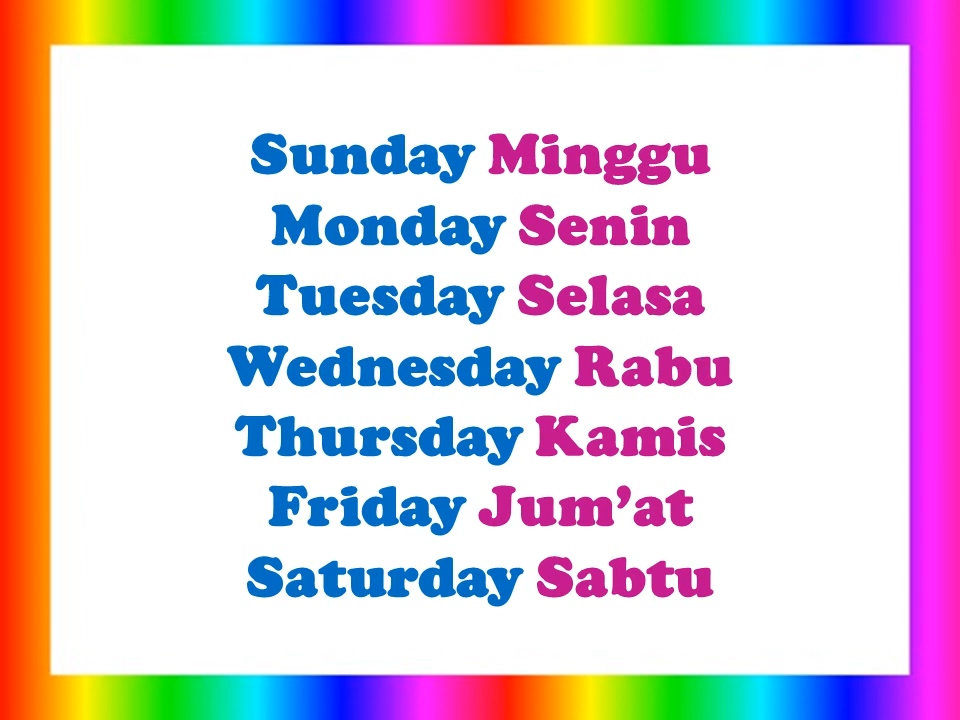 Sunday Minggu
Monday Senin
Tuesday Selasa
Wednesday Rabu
Thursday Kamis
Friday Jum’at
Saturday Sabtu